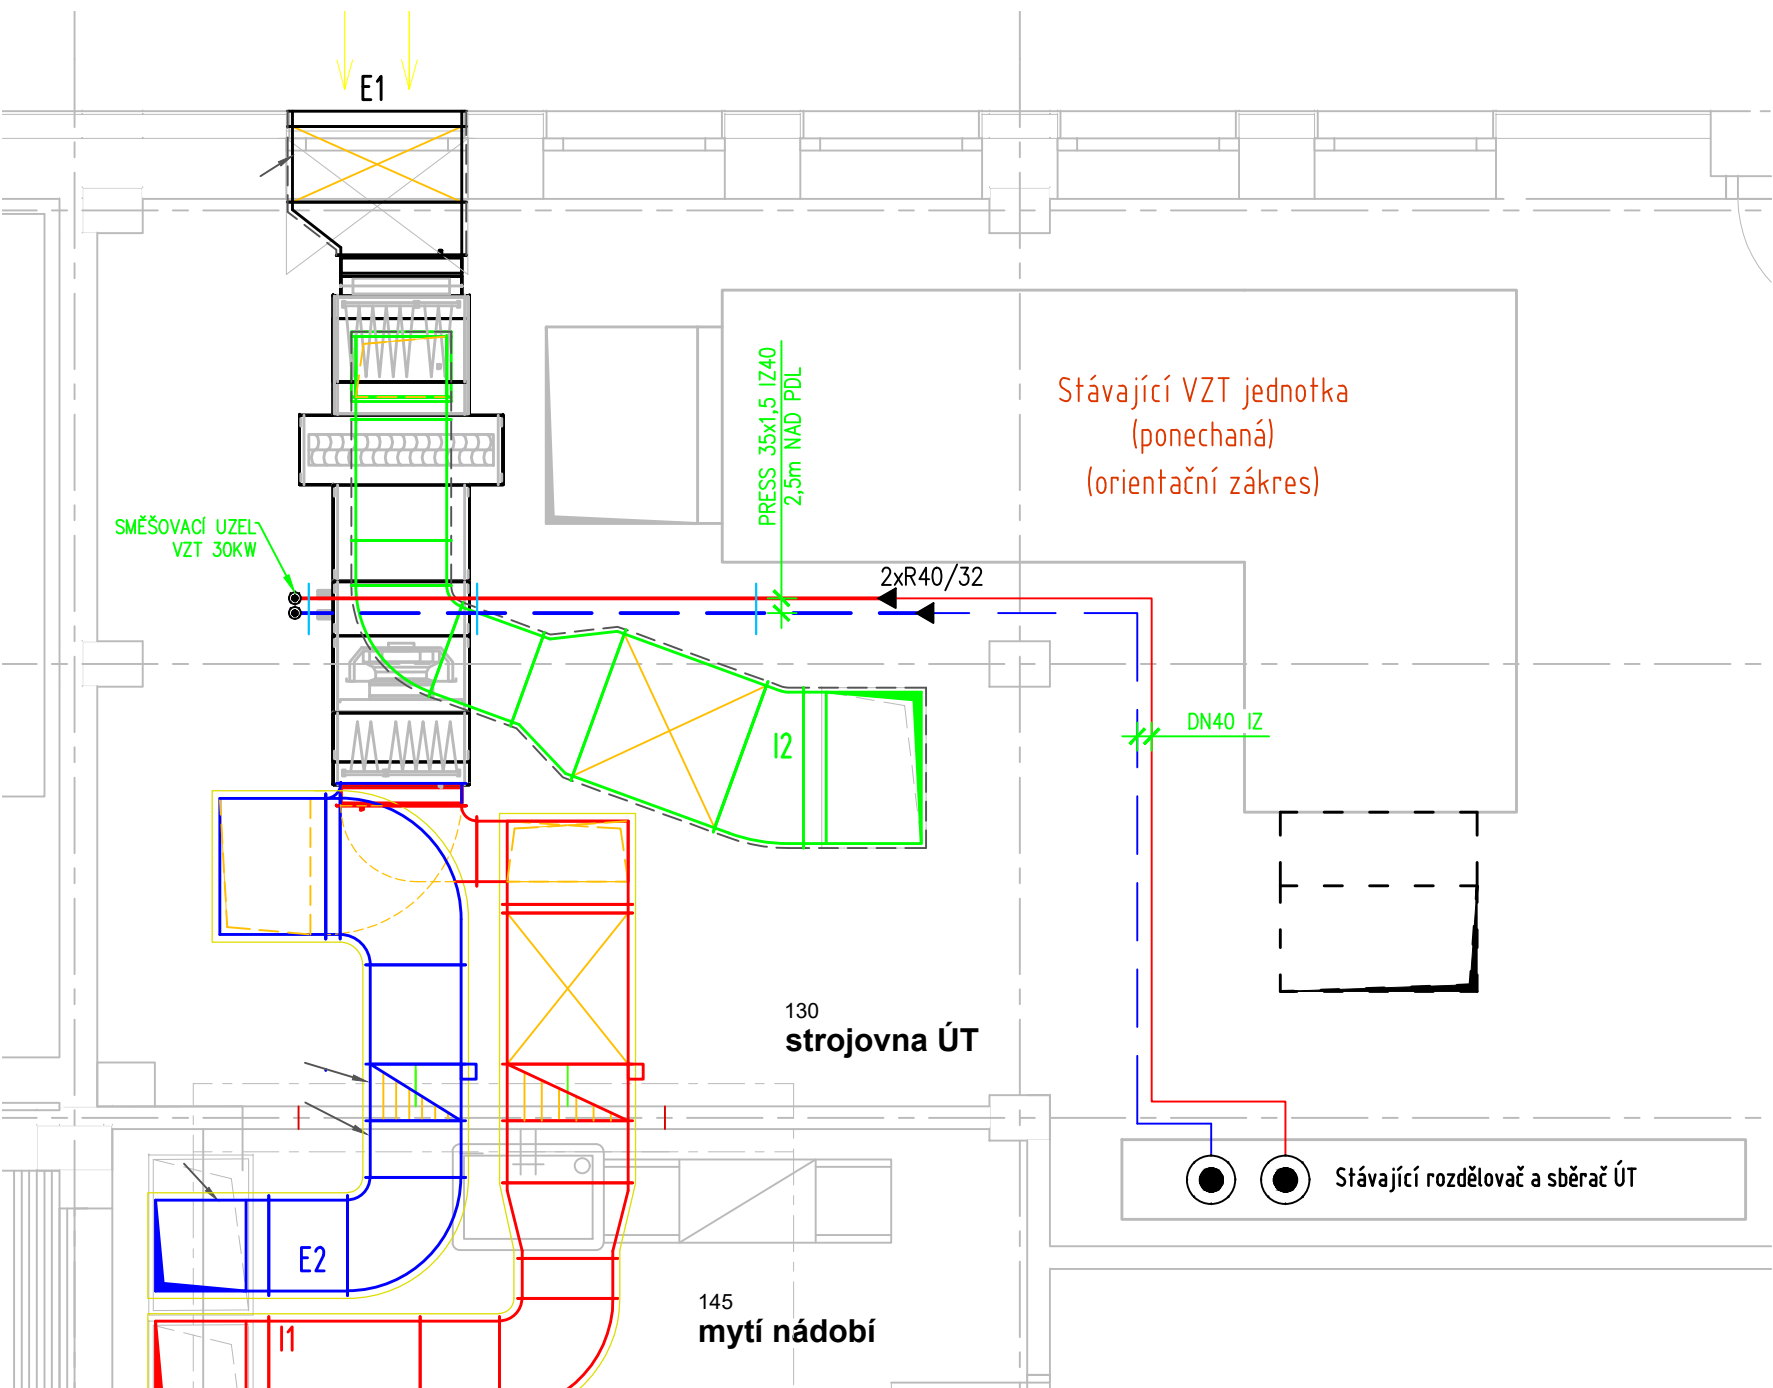 E1
PRESS 35x1,5 IZ40
2,5m NAD PDL
Stávající VZT jednotka
(ponechaná)
(orientační zákres)
SMĚŠOVACÍ UZEL
VZT 30KW
2xR40/32
DN40 IZ
I2
130
strojovna ÚT
Stávající rozdělovač a sběrač ÚT
E2
145
mytí nádobí
I1